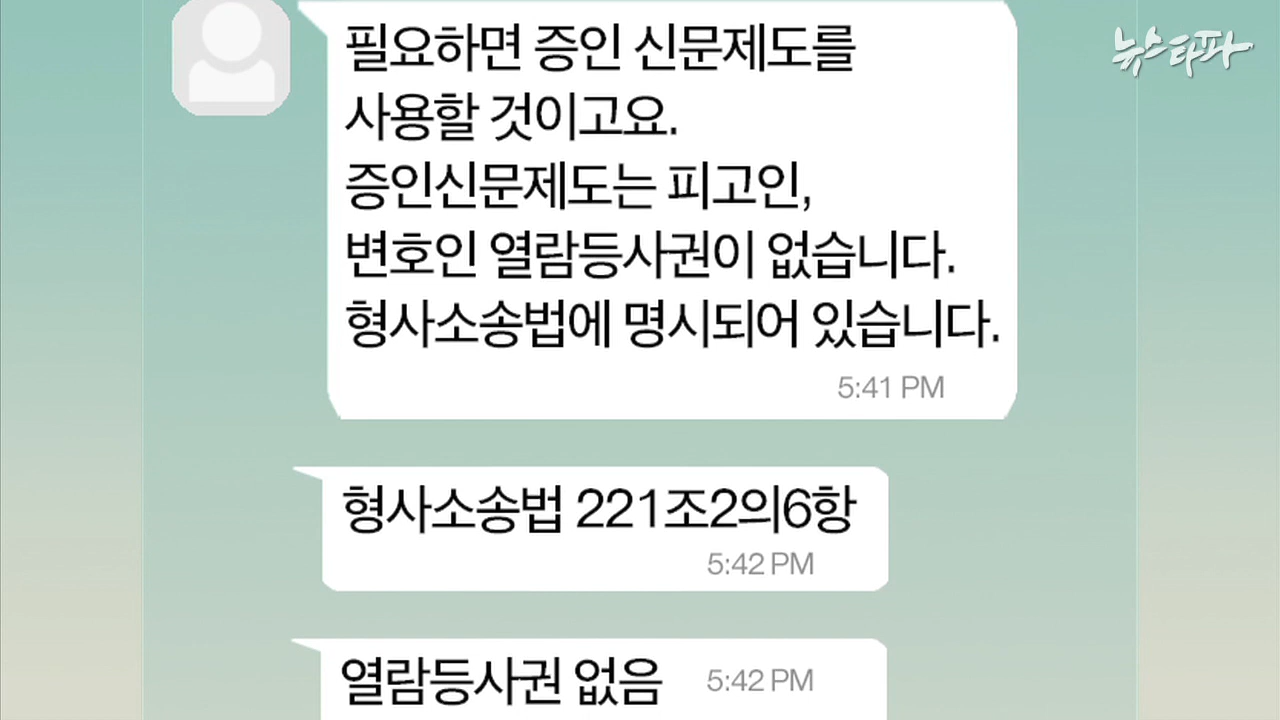 뉴스타파
필요하면 증인 신문제도를
사용할 것이고요.
증인신문제도는 피고인,
변호인 열람등사권이 없습니다.
형사소송법에 명시되어 있습니다.
5:41 PM
형사소송법 221조2의6항
5:42 PM
열람등사권 없음 5:42 PM